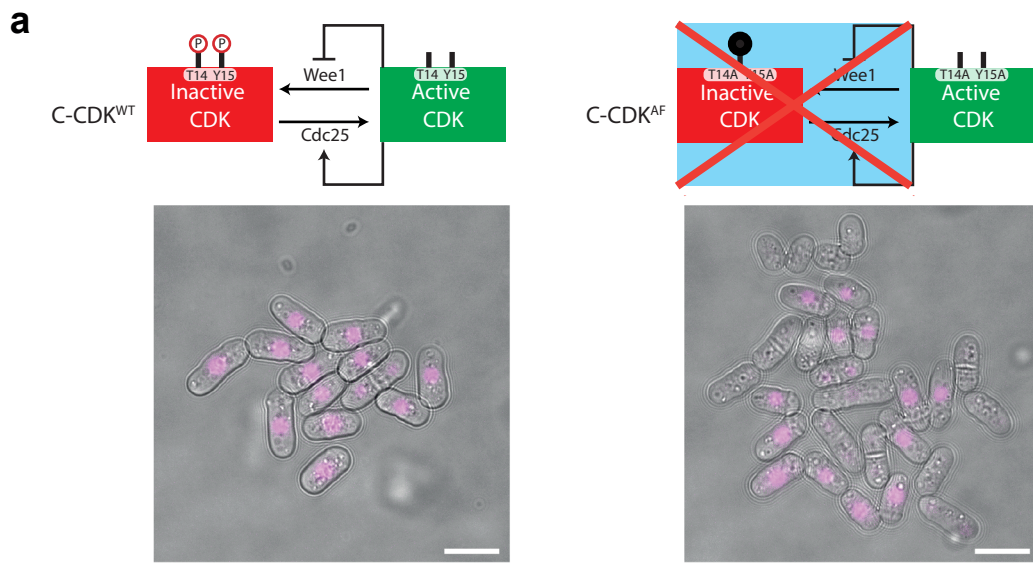 a
C-CDKWT
P P
T14 Y15
Inactive
CDK
Wee1
Cdc25
T14 Y15
Active
CDK
C-CDKAF
T14A Y15A
Inactive
CDK
Wee1
Cdc25
T14A Y15A
Active
CDK